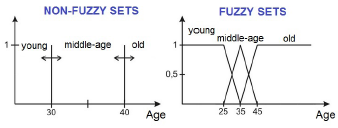 NON-FUZZY SETS
1
young
middle-age
old
30
40
Age
FUZZY SETS
young
1
middle-age
old
0,5
25
35
45
Age